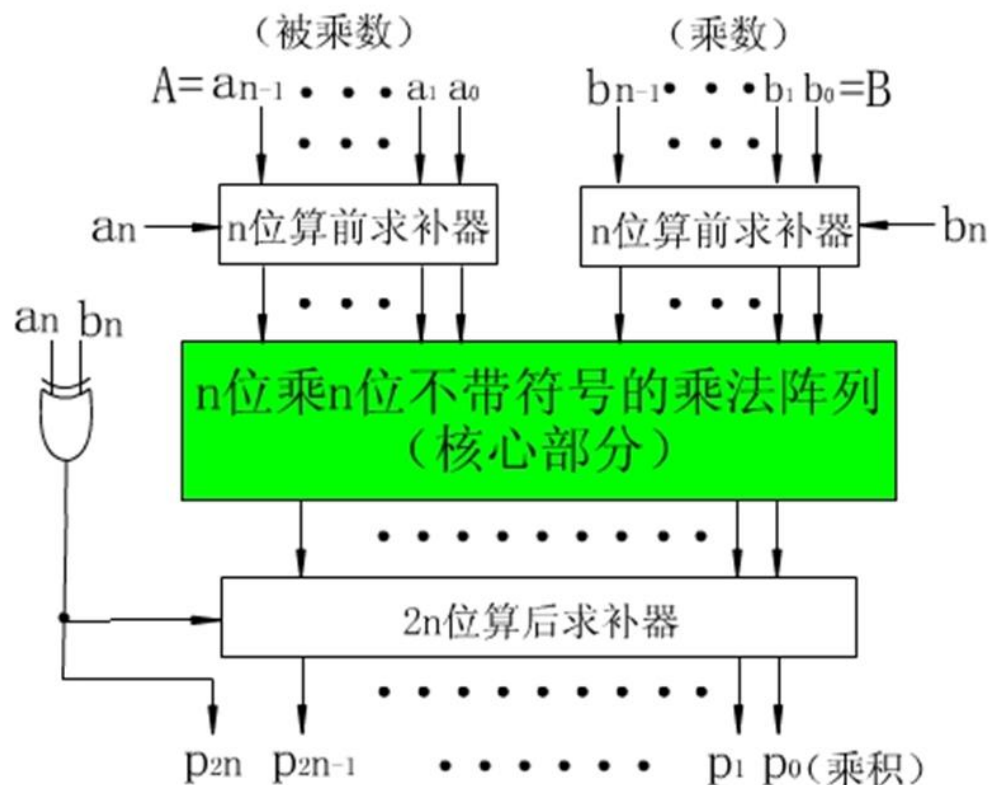 (被乘数) (乘数)
A=an-1 · · · a1 a0 bn-1 · · · b1 b0=B
· · · · · ·
an n位算前求补器 n位算前求补器 bn
· · · · · ·
an bn
n位乘n位不带符号的乘法阵列
(核心部分)
· · · · · · · · ·
2n位算后求补器
· · · · · · · · ·
p2n p2n-1 · · · · · · p1 p0(乘积)